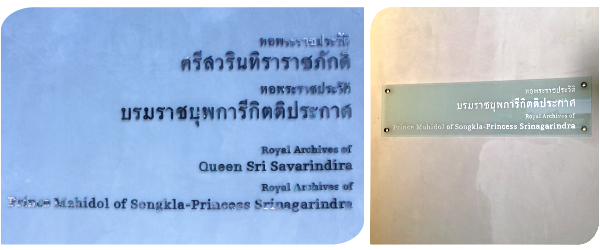 หอพระราชประวัติ
ศรีสวรินทิราราชภักดี
หอพระราชประวัติ
บรมราชบุพการีกิตติประกาศ
Royal Archives of
Queen Sri Savarindira
Royal Archives of
Prince Mahidol of Songkla-Princess Srinagarindra
หอพระราชประวัติ
บรมราชบุพการีกิตติประกาศ
Royal Archives of
Prince Mahidol of Songkla-Princess Srinagarindra